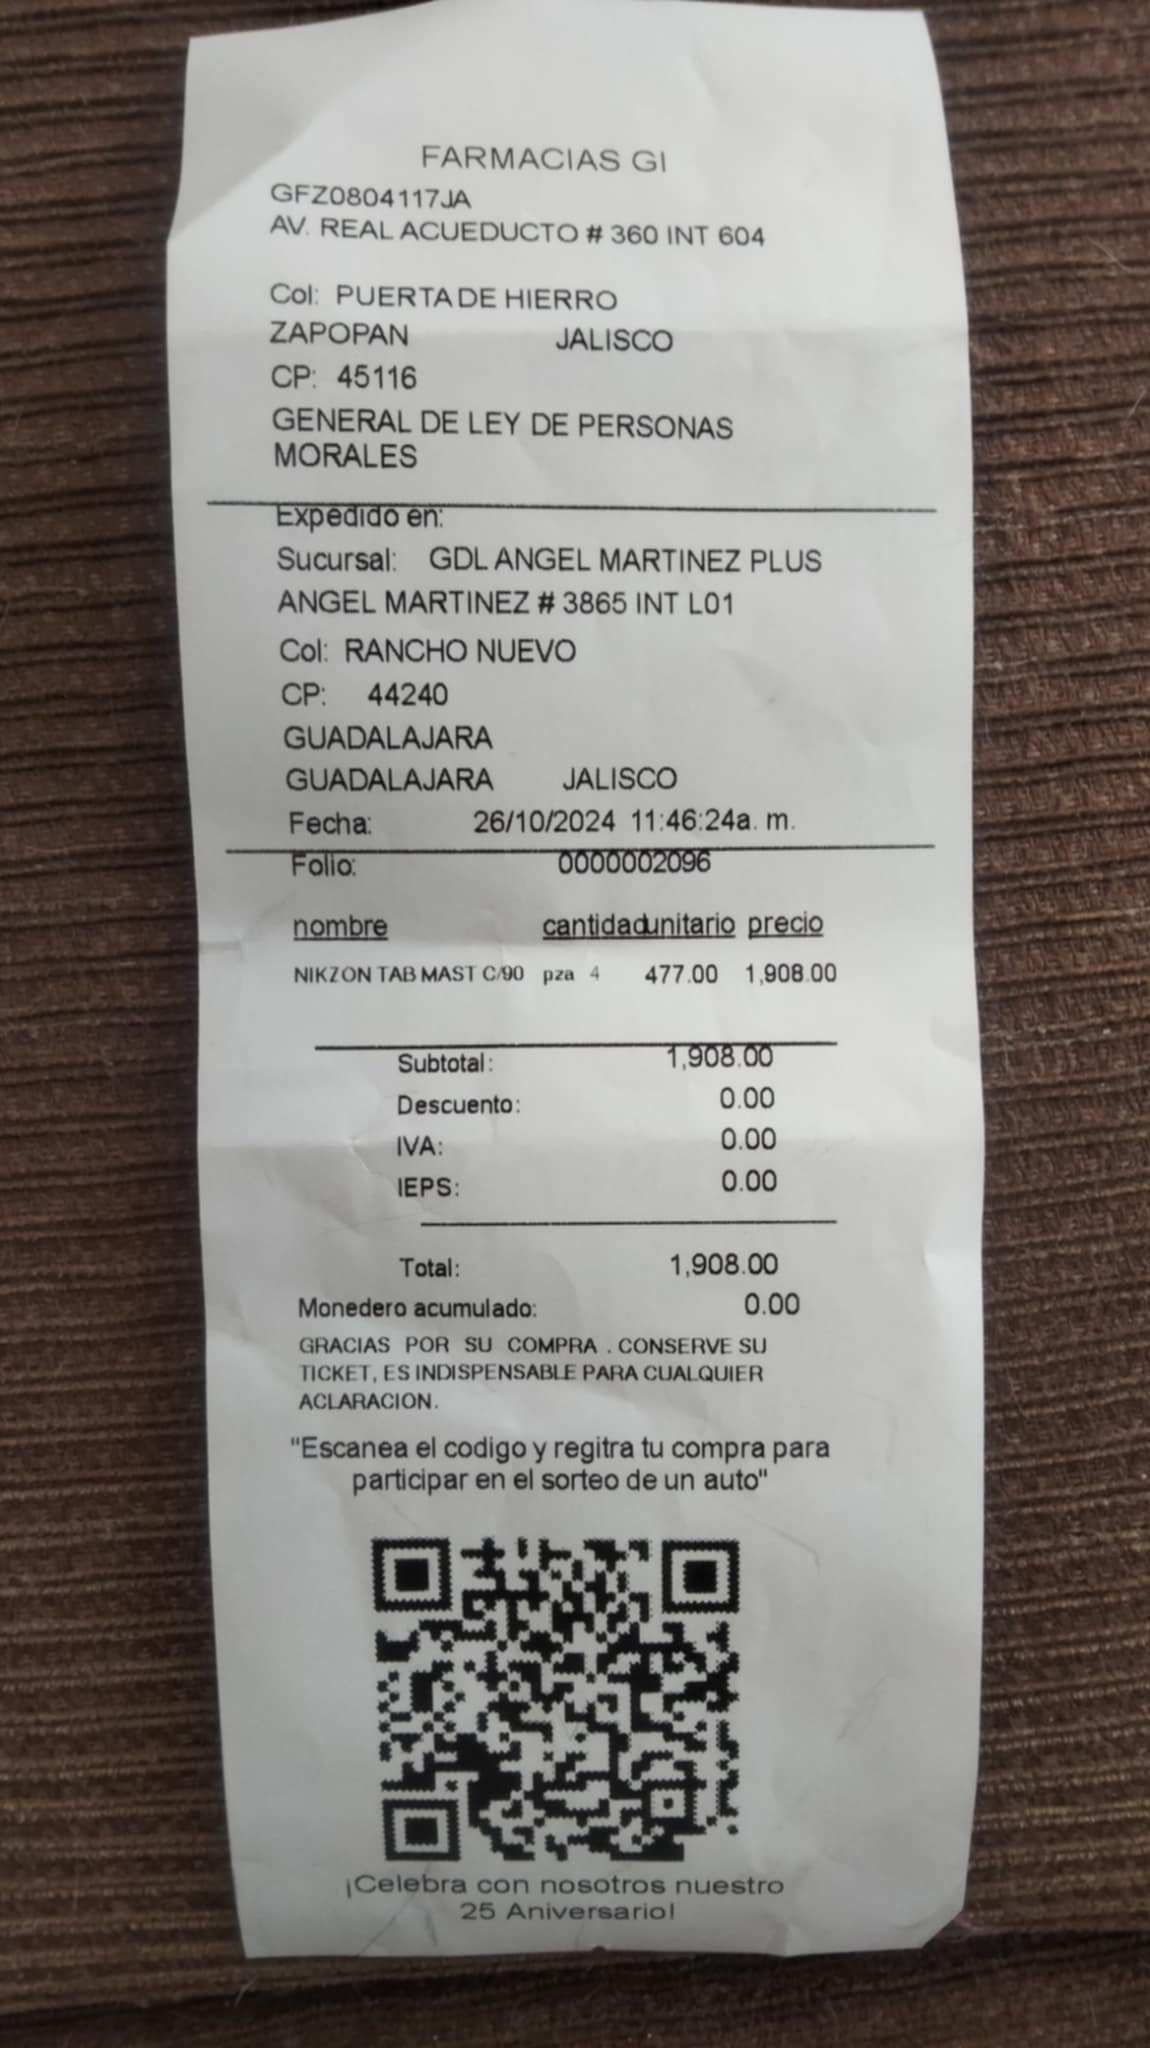 FARMACIAS GI
GFZ0804117JA
AV. REAL ACUEDUCTO # 360 INT 604
Col: PUERTA DE HIERRO
ZAPOPAN JALISCO
CP: 45116
GENERAL DE LEY DE PERSONAS
MORALES
Expedido en:
Sucursal: GDL ANGEL MARTINEZ PLUS
ANGEL MARTINEZ # 3865 INT L01
Col: RANCHO NUEVO
CP: 44240
GUADALAJARA
GUADALAJARA JALISCO
Fecha: 26/10/2024 11:46:24a. m.
Folio: 0000002096
nombre cantidad unitario precio
NIKZON TAB MAST C/90 pza 4 477.00 1,908.00
Subtotal: 1,908.00
Descuento: 0.00
IVA: 0.00
IEPS: 0.00
Total: 1,908.00
Monedero acumulado: 0.00
GRACIAS POR SU COMPRA . CONSERVE SU
TICKET, ES INDISPENSABLE PARA CUALQUIER
ACLARACION.
"Escanea el codigo y regitra tu compra para
participar en el sorteo de un auto"
¡Celebra con nosotros nuestro
25 Aniversario!